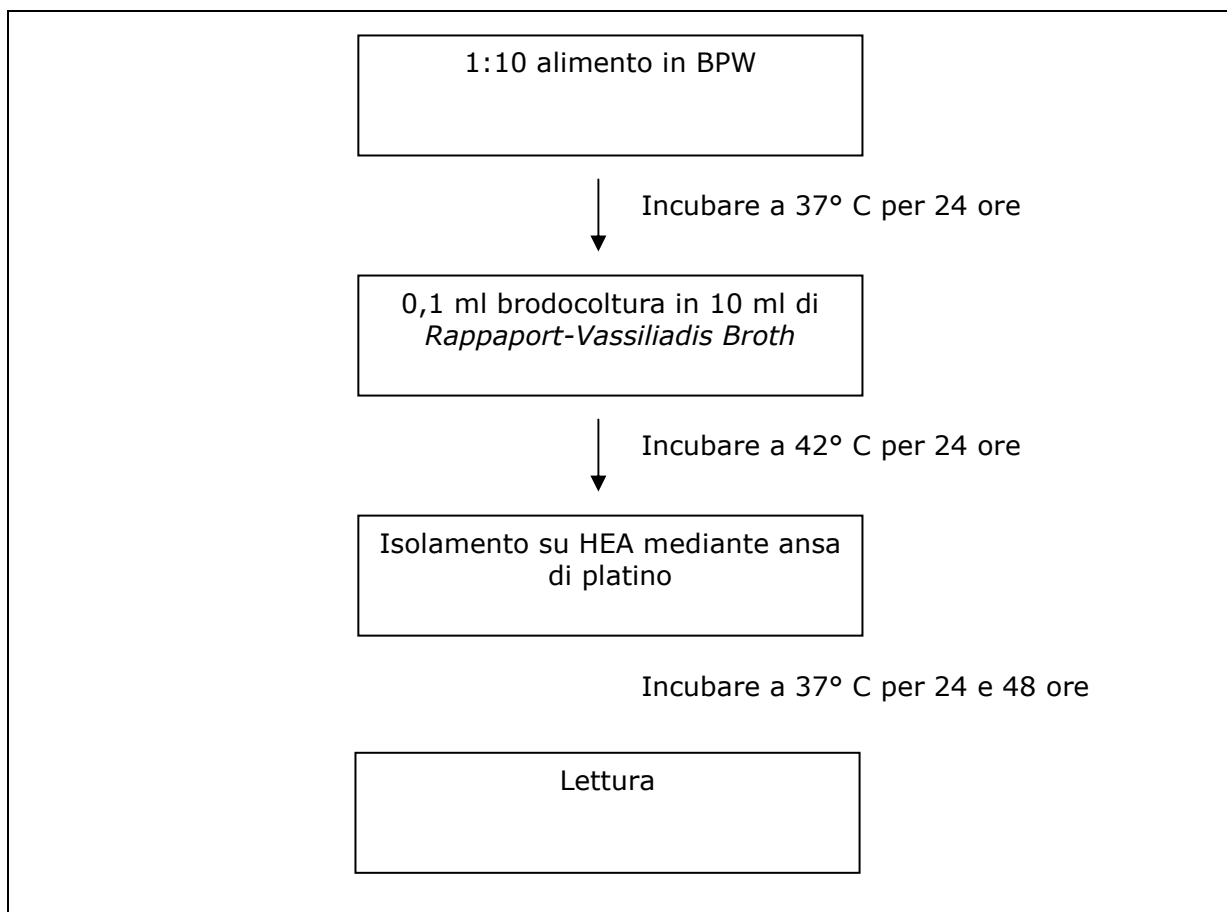 1:10 alimento in BPW
Incubare a 37° C per 24 ore
0,1 ml brodocoltura in 10 ml di
Rappaport-Vassiliadis Broth
Incubare a 42° C per 24 ore
Isolamento su HEA mediante ansa
di platino
Incubare a 37° C per 24 e 48 ore
Lettura